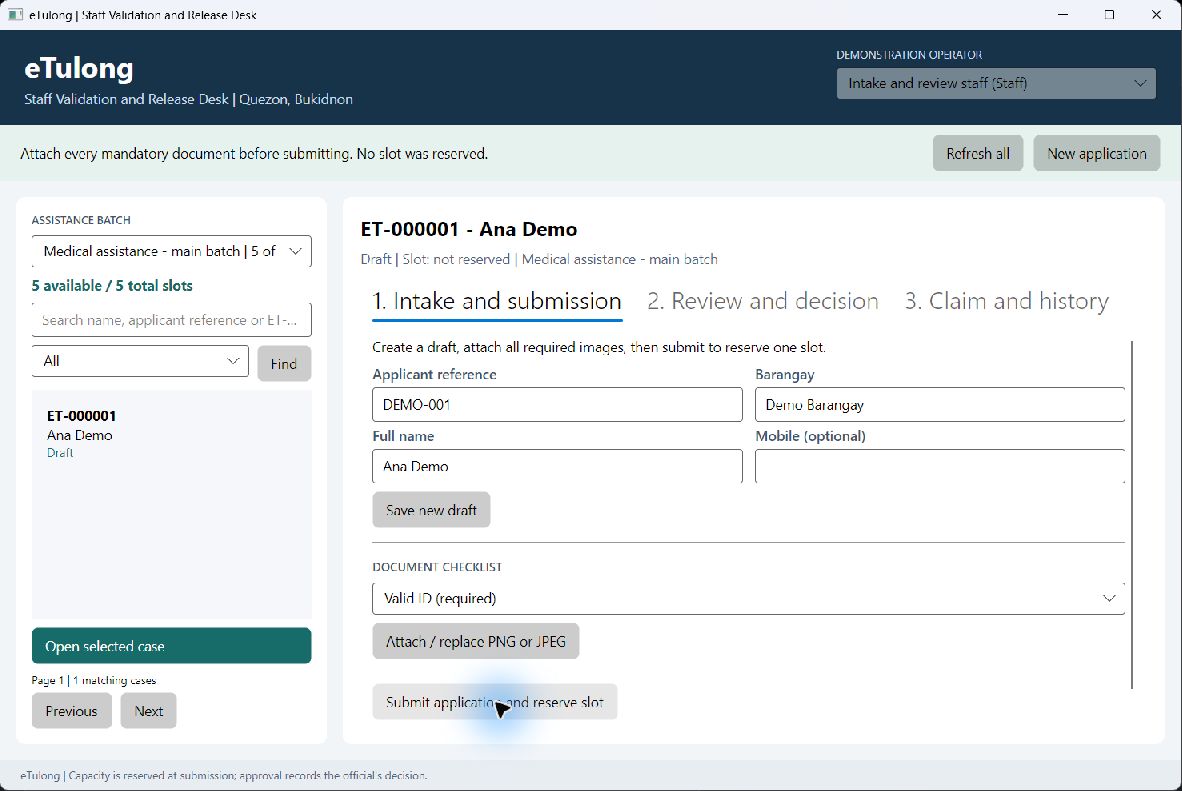 eTulong | Staff Validation and Release Desk
eTulong
Staff Validation and Release Desk | Quezon, Bukidnon
DEMONSTRATION OPERATOR
Intake and review staff (Staff)
Attach every mandatory document before submitting. No slot was reserved.
Refresh all
New application
ASSISTANCE BATCH
Medical assistance - main batch | 5 of
5 available / 5 total slots
Search name, applicant reference or ET-...
All
Find
ET-000001
Ana Demo
Draft
Open selected case
Page 1 | 1 matching cases
Previous
Next
ET-000001 - Ana Demo
Draft | Slot: not reserved | Medical assistance - main batch
1. Intake and submission
2. Review and decision
3. Claim and history
Create a draft, attach all required images, then submit to reserve one slot.
Applicant reference
Barangay
DEMO-001
Demo Barangay
Full name
Mobile (optional)
Ana Demo
Save new draft
DOCUMENT CHECKLIST
Valid ID (required)
Attach / replace PNG or JPEG
Submit application and reserve slot
eTulong | Capacity is reserved at submission; approval records the official's decision.